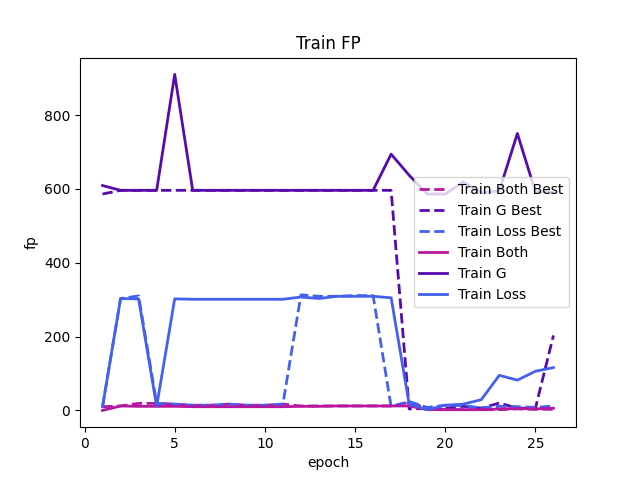 Train FP
800
600
400
200
0
fp
Train Both Best
Train G Best
Train Loss Best
Train Both
Train G
Train Loss
0 5 10 15 20 25
epoch